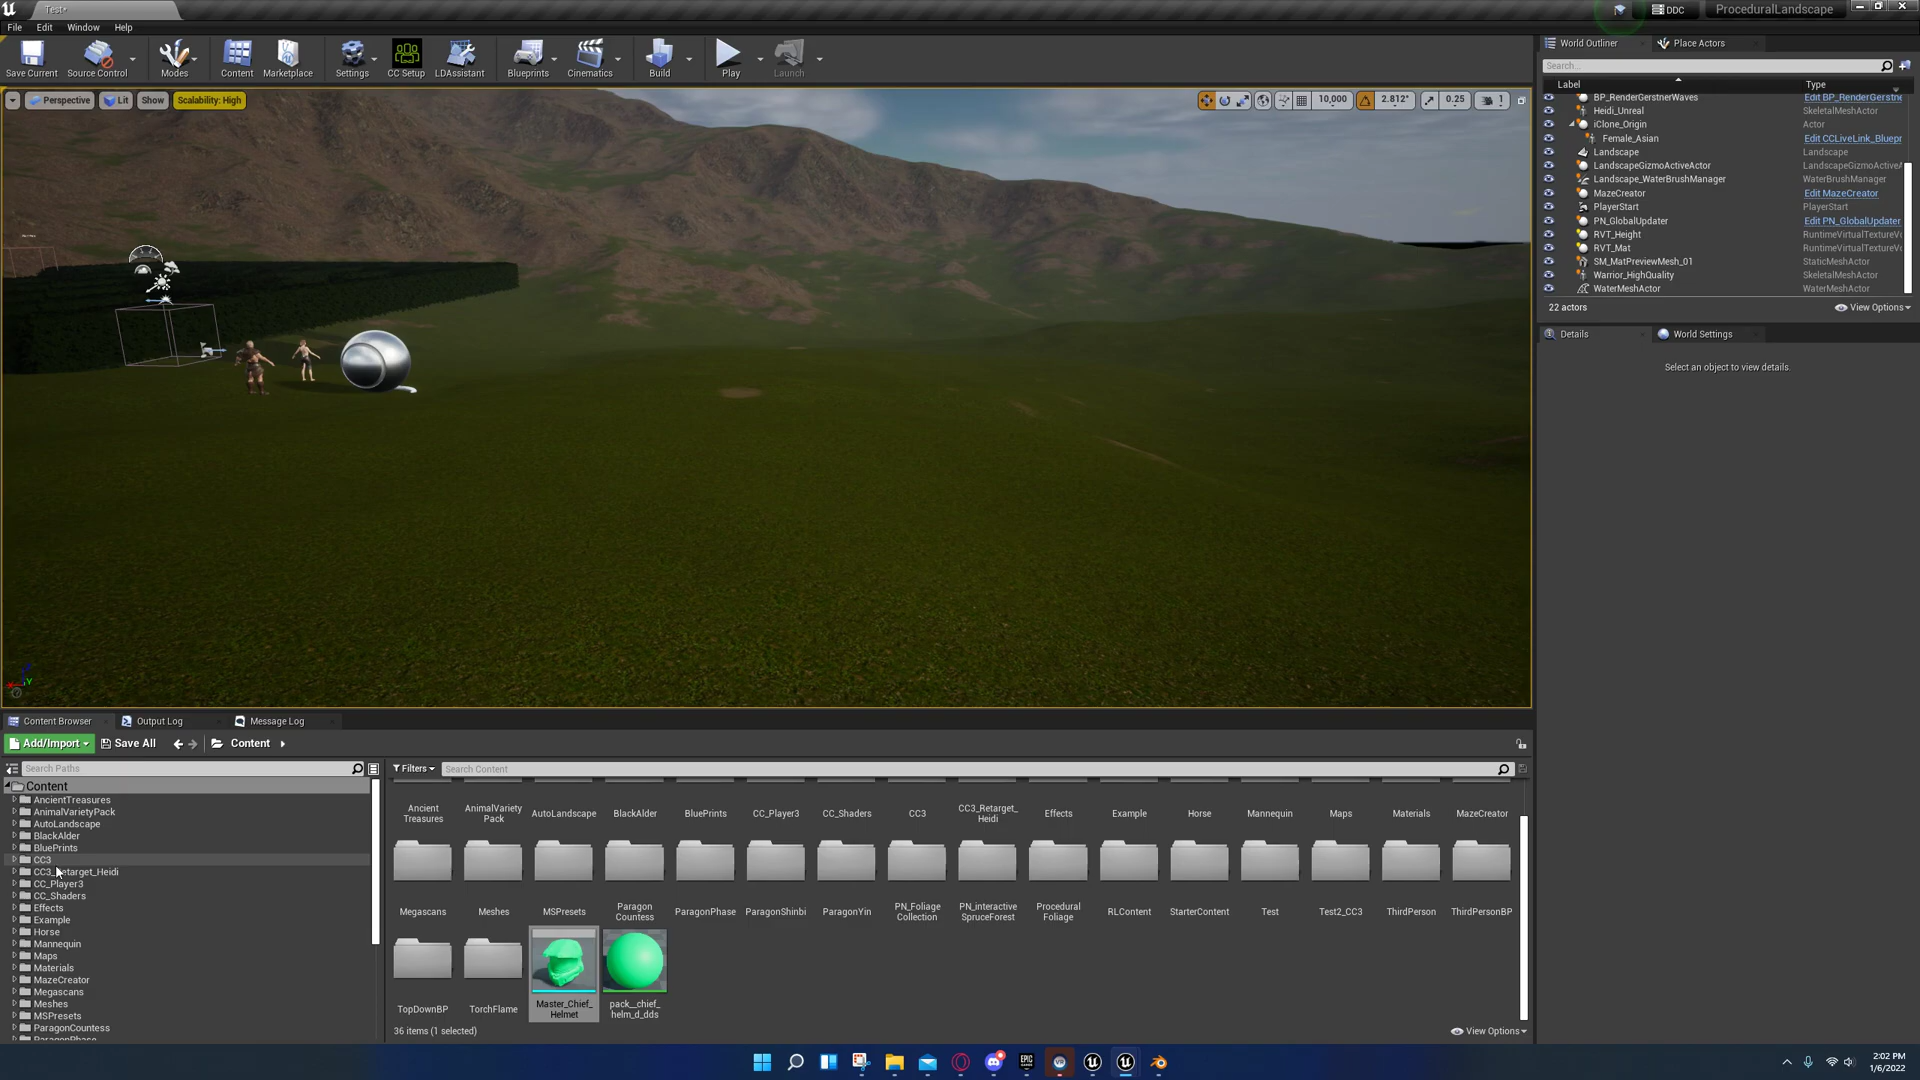 Test*
DDC
ProceduralLandscape
File Edit Window Help
Save Current
Source Control
Modes
Content
Marketplace
Settings
CC Setup
LDAssistant
Blueprints
Cinematics
Build
Play
Launch
Perspective
Lit
Show
Scalability: High
10,000
2.812°
0.25
1
World Outliner
Place Actors
Search...
Label Type
BP_RenderGerstnerWaves Edit BP_RenderGerstne
Heidi_Unreal SkeletalMeshActor
iClone_Origin Actor
Female_Asian Edit CCLiveLink_Bluepr
Landscape Landscape
LandscapeGizmoActiveActor LandscapeGizmoActiveA
Landscape_WaterBrushManager WaterBrushManager
MazeCreator Edit MazeCreator
PlayerStart PlayerStart
PN_GlobalUpdater Edit PN_GlobalUpdater
RVT_Height RuntimeVirtualTextureVo
RVT_Mat RuntimeVirtualTextureVo
SM_MatPreviewMesh_01 StaticMeshActor
Warrior_HighQuality SkeletalMeshActor
WaterMeshActor WaterMeshActor
22 actors
View Options
Details
World Settings
Select an object to view details.
Content Browser
Output Log
Message Log
Add/Import
Save All
Content
Search Paths
Filters
Search Content
Content
AncientTreasures
AnimalVarietyPack
AutoLandscape
BlackAlder
BluePrints
CC3
CC3_Retarget_Heidi
CC_Player3
CC_Shaders
Effects
Example
Horse
Mannequin
Maps
Materials
MazeCreator
Megascans
Meshes
MSPresets
ParagonCountess
ParagonPhase
Ancient Treasures
AnimalVariety Pack
AutoLandscape
BlackAlder
BluePrints
CC_Player3
CC_Shaders
CC3
CC3_Retarget_ Heidi
Effects
Example
Horse
Mannequin
Maps
Materials
MazeCreator
Megascans
Meshes
MSPresets
Paragon Countess
ParagonPhase
ParagonShinbi
ParagonYin
PN_Foliage Collection
PN_interactive SpruceForest
Procedural Foliage
RLContent
StarterContent
Test
Test2_CC3
ThirdPerson
ThirdPersonBP
TopDownBP
TorchFlame
Master_Chief_ Helmet
pack__chief_ helm_d_dds
36 items (1 selected)
View Options
EPIC
GAMES
2:02 PM
1/6/2022